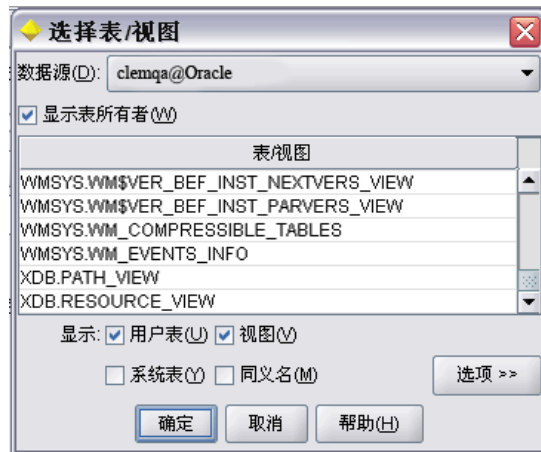 选择表/视图
数据源(D): clemqa@Oracle
显示表所有者(W)
表/视图
WMSYS.WM$VER_BEF_INST_NEXTVERS_VIEW
WMSYS.WM$VER_BEF_INST_PARVERS_VIEW
WMSYS.WM_COMPRESSIBLE_TABLES
WMSYS.WM_EVENTS_INFO
XDB.PATH_VIEW
XDB.RESOURCE_VIEW
显示: 用户表(U) 视图(V)
系统表(Y) 同义名(M) 选项 >>
确定 取消 帮助(H)